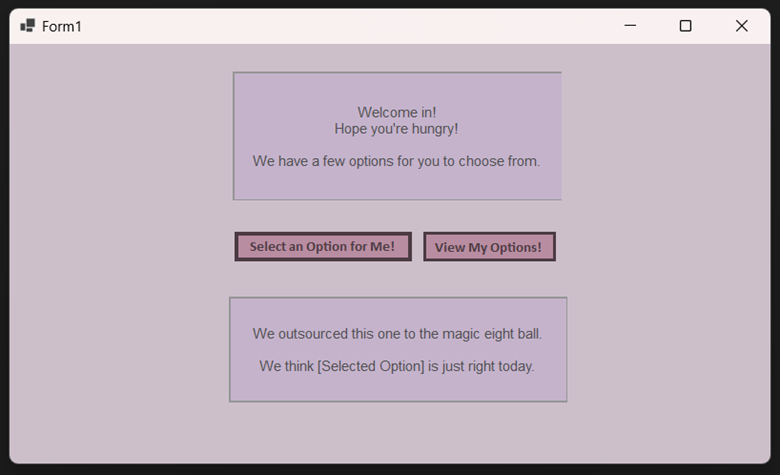 Form1
Welcome in!
Hope you're hungry!
We have a few options for you to choose from.
Select an Option for Me!
View My Options!
We outsourced this one to the magic eight ball.
We think [Selected Option] is just right today.